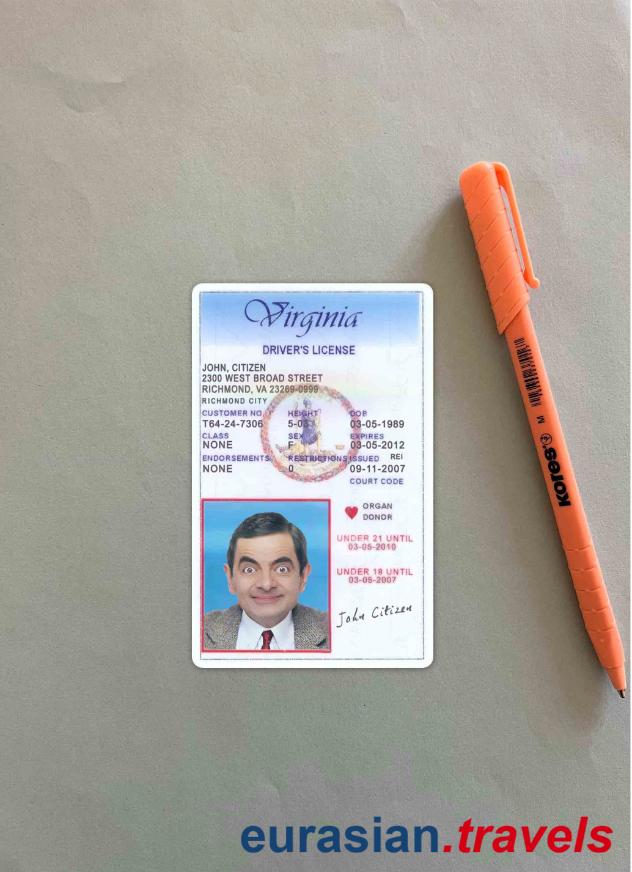 Virginia
DRIVER'S LICENSE
JOHN, CITIZEN
2300 WEST BROAD STREET
RICHMOND, VA 23269-0999
RICHMOND CITY
CUSTOMER NO. HEIGHT DOB
T64-24-7306 5-03 03-05-1989
CLASS SEX EXPIRES
NONE F 03-05-2012
ENDORSEMENTS RESTRICTIONS ISSUED REI
NONE 0 09-11-2007
COURT CODE
ORGAN
DONOR
UNDER 21 UNTIL
03-05-2010
UNDER 18 UNTIL
03-05-2007
John Citizen
M
Kores
eurasian.travels